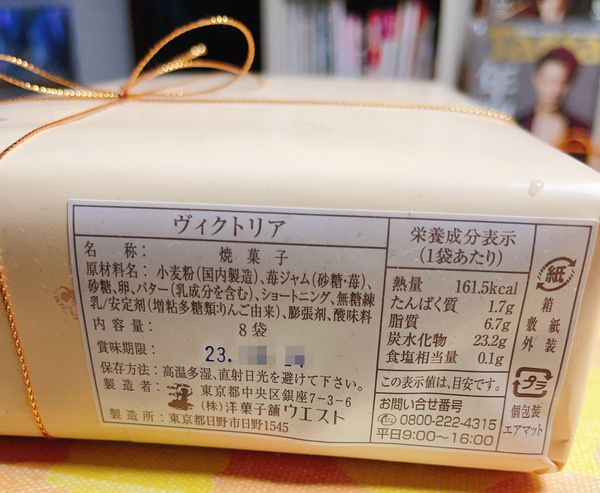 ヴィクトリア
名称: 焼菓子
原材料名: 小麦粉(国内製造)、苺ジャム(砂糖・苺)、
砂糖、卵、バター(乳成分を含む)、ショートニング、無糖練
乳/安定剤(増粘多糖類:りんご由来)、膨張剤、酸味料
内容量: 8袋
賞味期限: 23.
保存方法: 高温多湿、直射日光を避けて下さい。
製造者: 東京都中央区銀座7-3-6
(株)洋菓子舗ウエスト
製造所:東京都日野市日野1545
栄養成分表示
(1袋あたり)
熱量 161.5kcal
たんぱく質 1.7g
脂質 6.7g
炭水化物 23.2g
食塩相当量 0.1g
この表示値は、目安です。
お問い合せ番号
0800-222-4315
平日9:00~16:00
紙
箱 紙
敷 装
外
プラ
個包装
エアマット